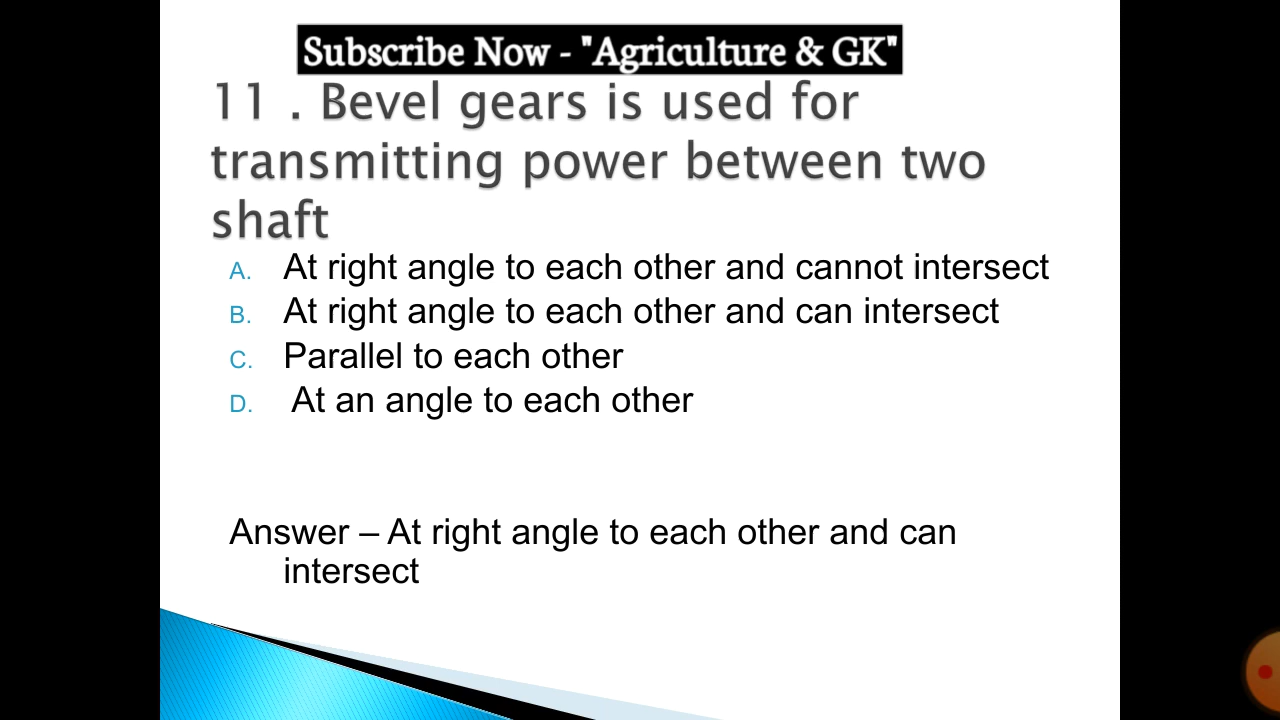 Subscribe Now - "Agriculture & GK"
11 . Bevel gears is used for
transmitting power between two
shaft
A. At right angle to each other and cannot intersect
B. At right angle to each other and can intersect
C. Parallel to each other
D. At an angle to each other
Answer – At right angle to each other and can
intersect